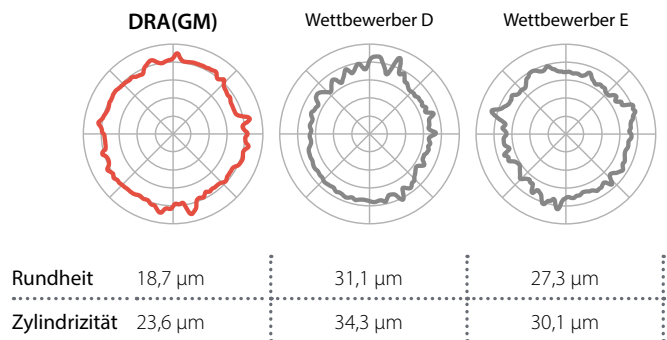 DRA(GM) Wettbewerber D Wettbewerber E
Rundheit 18,7 µm 31,1 µm 27,3 µm
Zylindrizität 23,6 µm 34,3 µm 30,1 µm